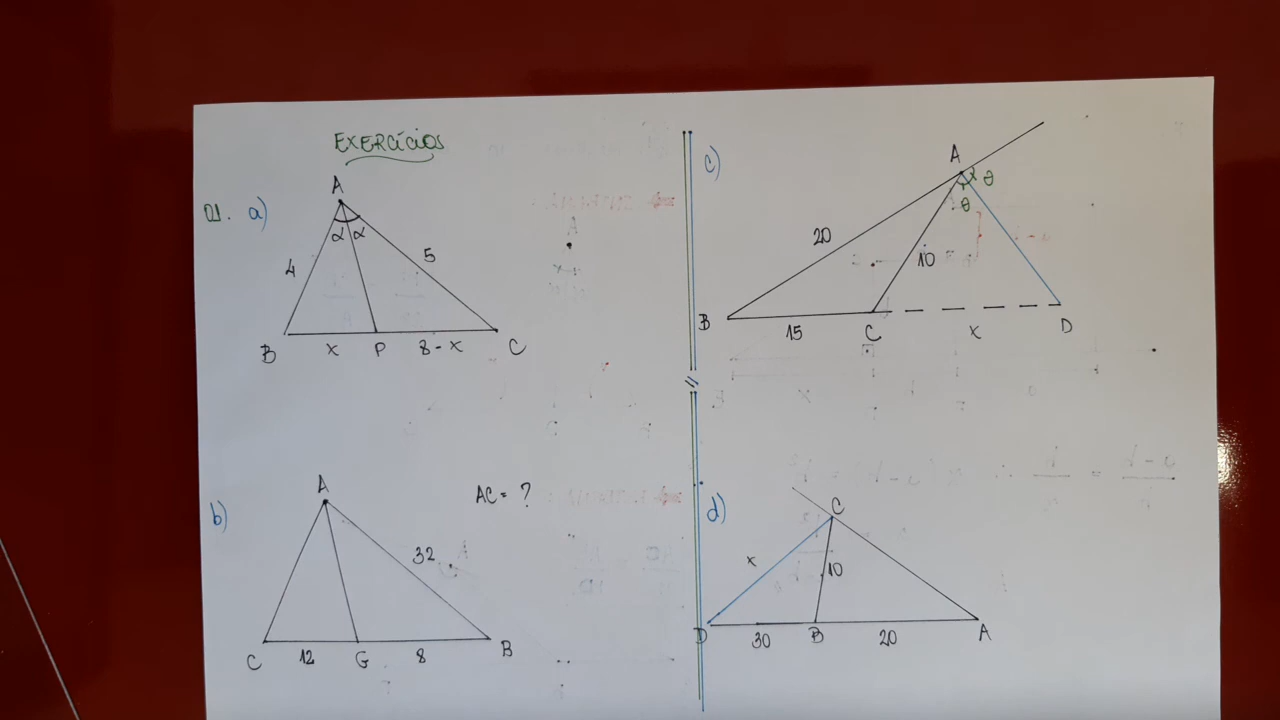 EXERCÍCIOS
01. a)
A
α α
4
5
B
x
P
8 - x
C
b)
A
AC = ?
32
C
12
G
8
B
c)
A
θ
θ
20
10
B
15
C
x
D
d)
C
x
10
D
30
B
20
A